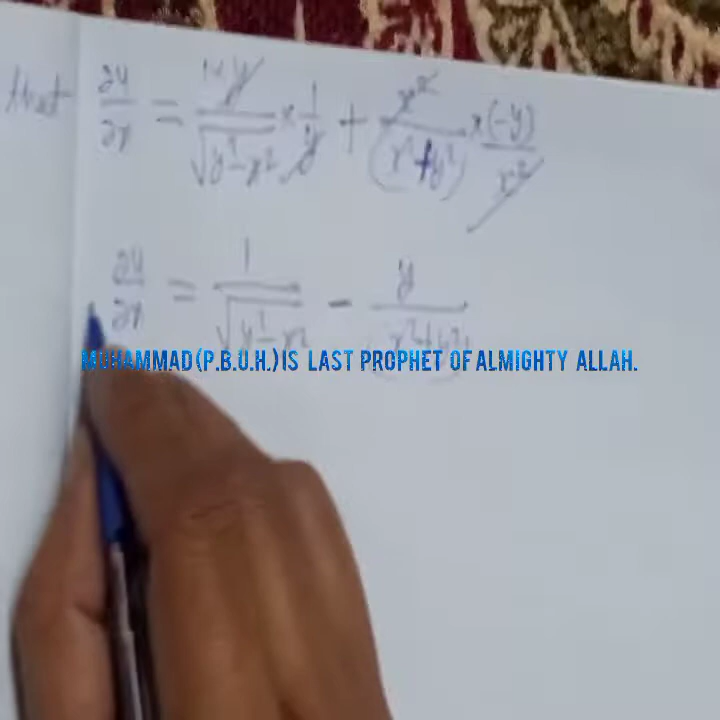 that ∂u/∂x = 1·y/√(y²-x²) × 1/y + x²/(x²+y²) × (-y)/x²
∂u/∂x = 1/√(y²-x²) - y/(x²+y²)
MUHAMMAD(P.B.U.H.)IS LAST PROPHET OF ALMIGHTY ALLAH.